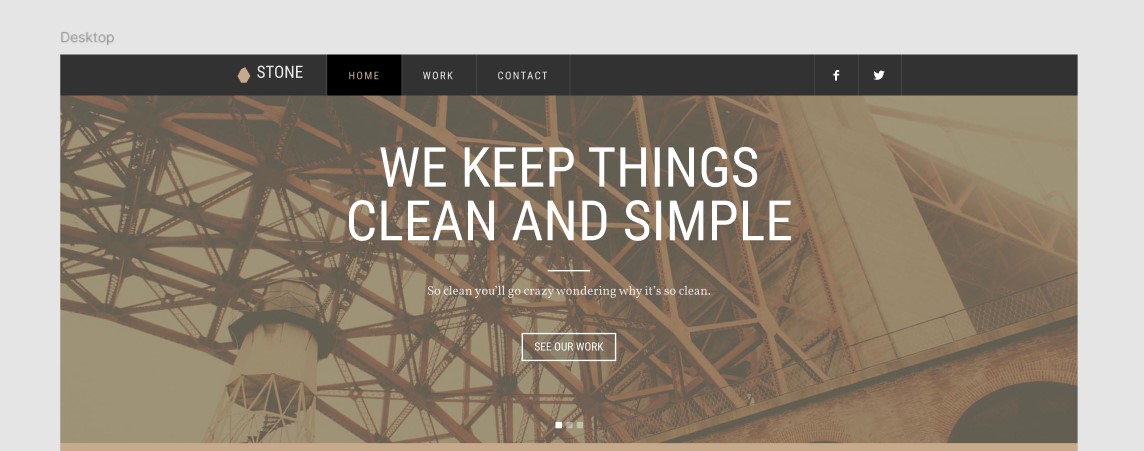 Desktop
STONE
HOME
WORK
CONTACT
WE KEEP THINGS
CLEAN AND SIMPLE
So clean you’ll go crazy wondering why it’s so clean.
SEE OUR WORK